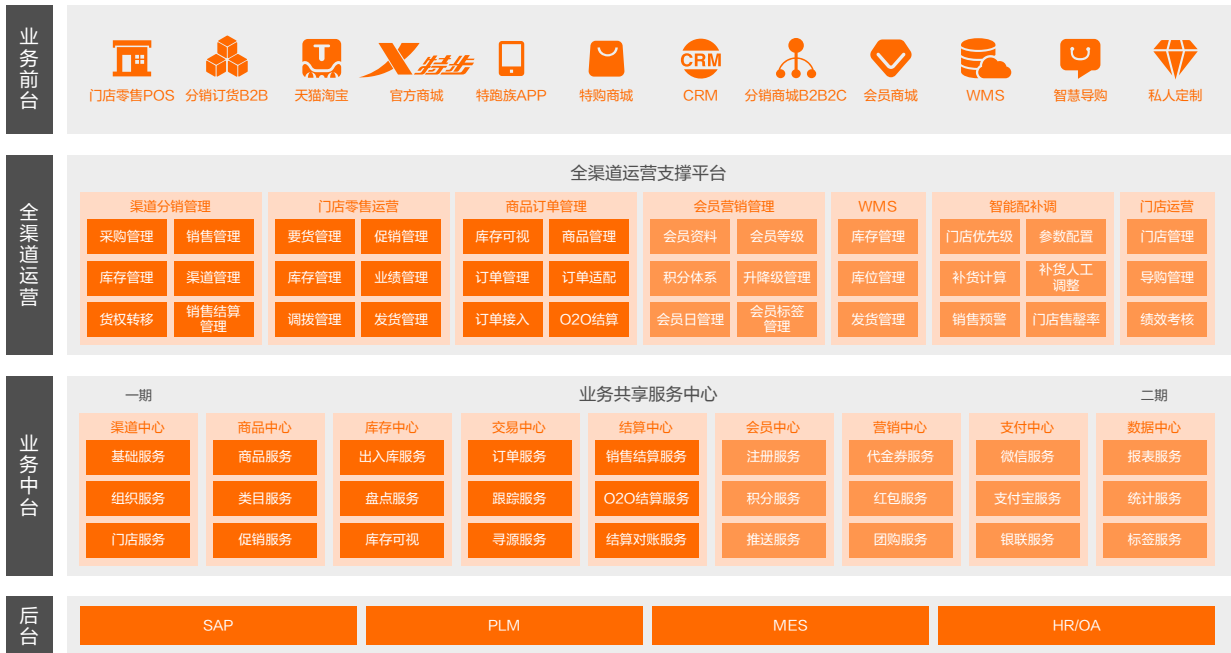 业务前台
T
X特步
CRM
门店零售POS
分销订货B2B
天猫淘宝
官方商城
特跑族APP
特购商城
CRM
分销商城B2B2C
会员商城
WMS
智慧导购
私人定制
全渠道运营
全渠道运营支撑平台
渠道分销管理
采购管理
销售管理
库存管理
渠道管理
货权转移
销售结算
管理
门店零售运营
要货管理
促销管理
库存管理
业绩管理
调拨管理
发货管理
商品订单管理
库存可视
商品管理
订单管理
订单适配
订单接入
O2O结算
会员营销管理
会员资料
会员等级
积分体系
升降级管理
会员日管理
会员标签
管理
WMS
库存管理
库位管理
发货管理
智能配补调
门店优先级
参数配置
补货计算
补货人工
调整
销售预警
门店售罄率
门店运营
门店管理
导购管理
绩效考核
业务中台
一期
业务共享服务中心
二期
渠道中心
基础服务
组织服务
门店服务
商品中心
商品服务
类目服务
促销服务
库存中心
出入库服务
盘点服务
库存可视
交易中心
订单服务
跟踪服务
寻源服务
结算中心
销售结算服务
O2O结算服务
结算对账服务
会员中心
注册服务
积分服务
推送服务
营销中心
代金券服务
红包服务
团购服务
支付中心
微信服务
支付宝服务
银联服务
数据中心
报表服务
统计服务
标签服务
后台
SAP
PLM
MES
HR/OA